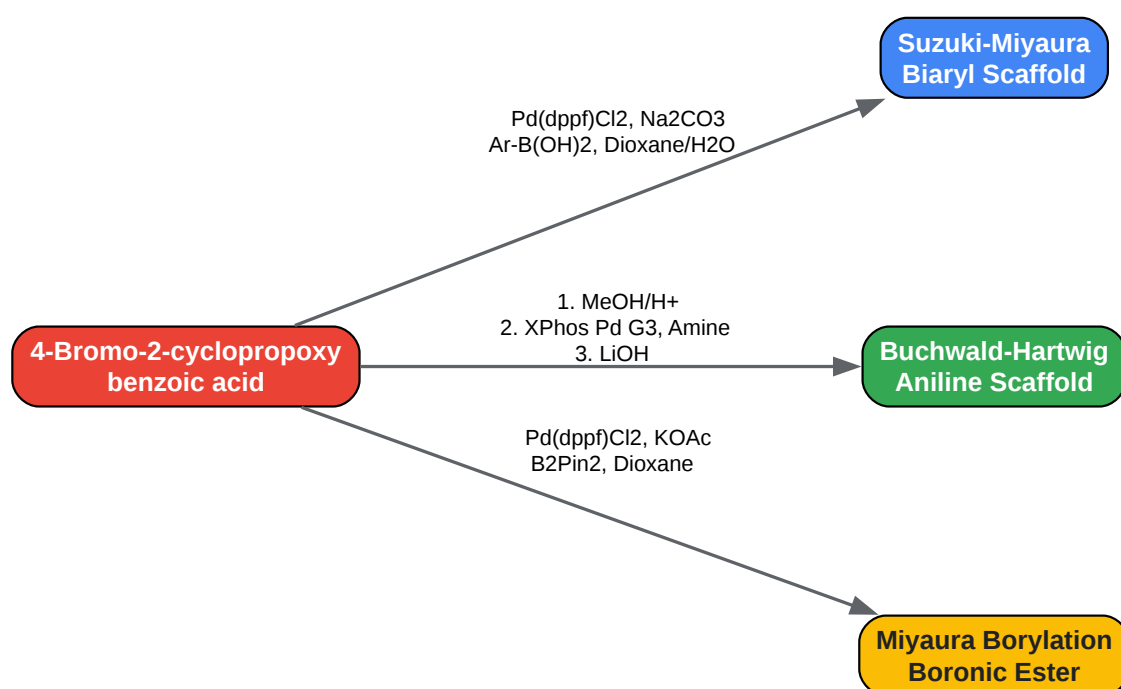 Suzuki-Miyaura
Biaryl Scaffold
Pd(dppf)Cl2, Na2CO3
Ar-B(OH)2, Dioxane/H2O
1. MeOH/H+
2. XPhos Pd G3, Amine
3. LiOH
4-Bromo-2-cyclopropoxy
benzoic acid
Buchwald-Hartwig
Aniline Scaffold
Pd(dppf)Cl2, KOAc
B2Pin2, Dioxane
Miyaura Borylation
Boronic Ester